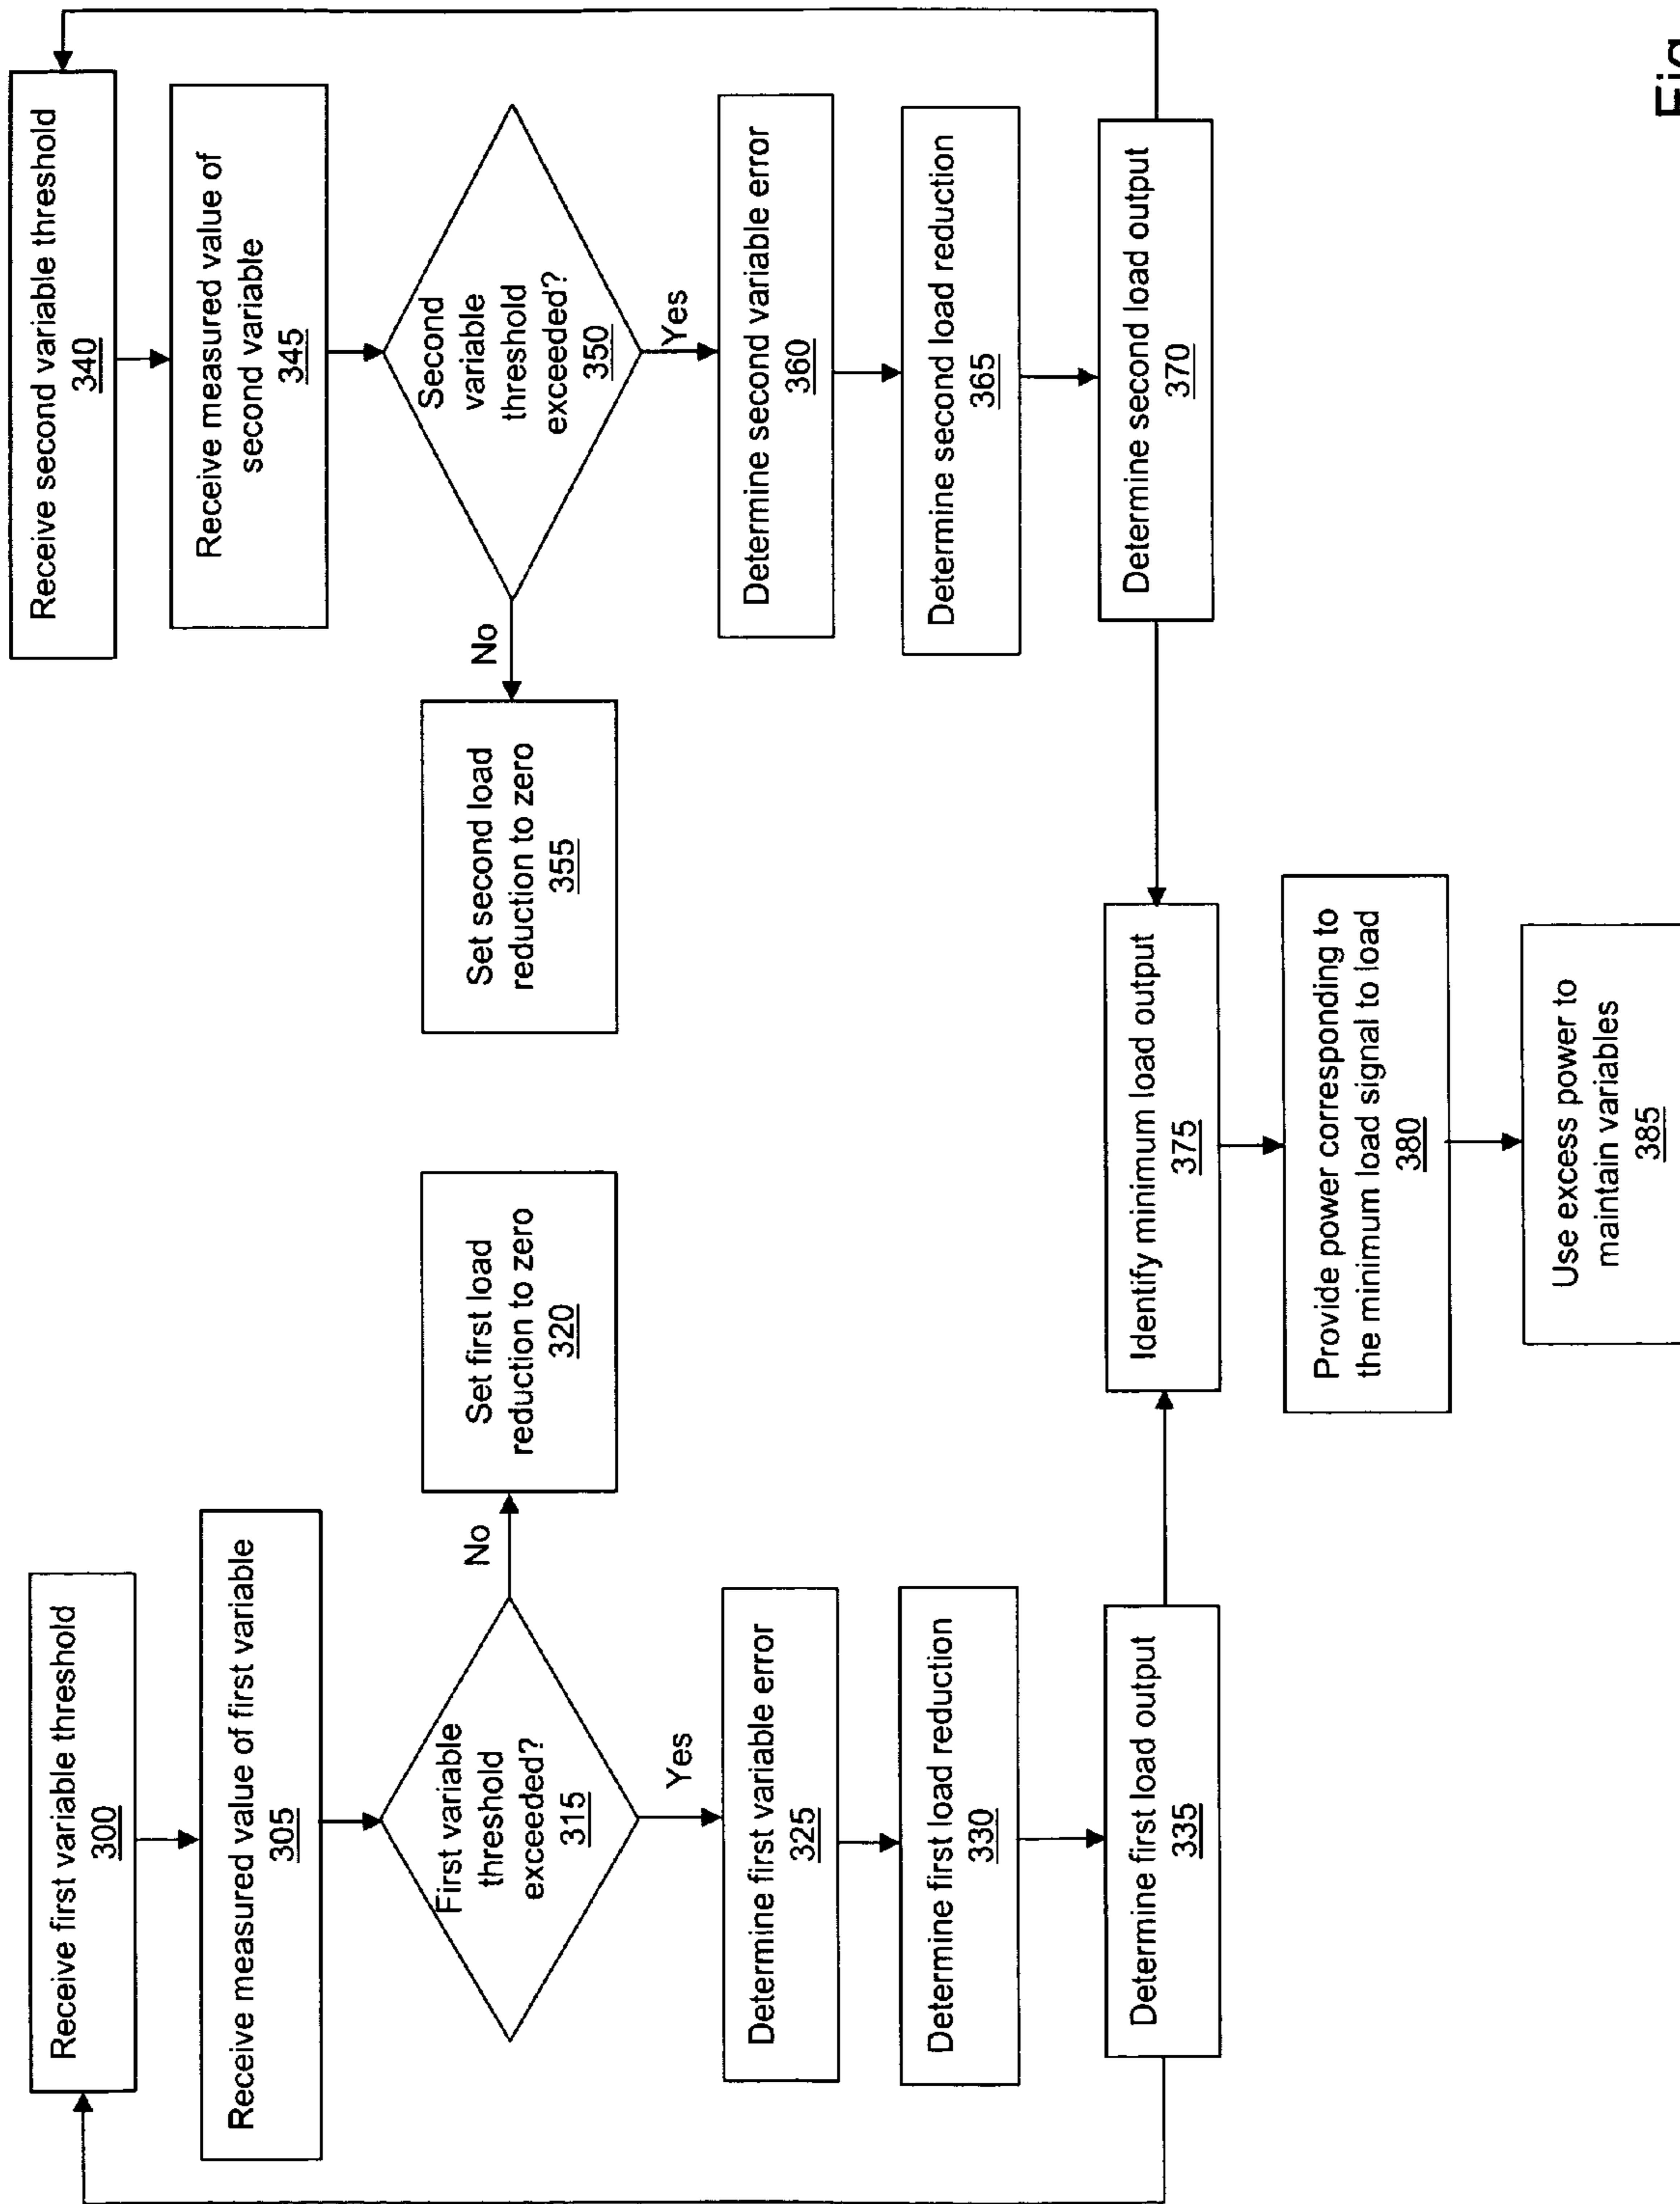 Receive first variable threshold
300
Receive measured value of first variable
305
First variable
threshold
exceeded?
315
No
Set first load
reduction to zero
320
Yes
Determine first variable error
325
Determine first load reduction
330
Determine first load output
335
Receive second variable threshold
340
Receive measured value of
second variable
345
Second
variable
threshold
exceeded?
350
No
Set second load
reduction to zero
355
Yes
Determine second variable error
360
Determine second load reduction
365
Determine second load output
370
Identify minimum load output
375
Provide power corresponding to
the minimum load signal to load
380
Use excess power to
maintain variables
385